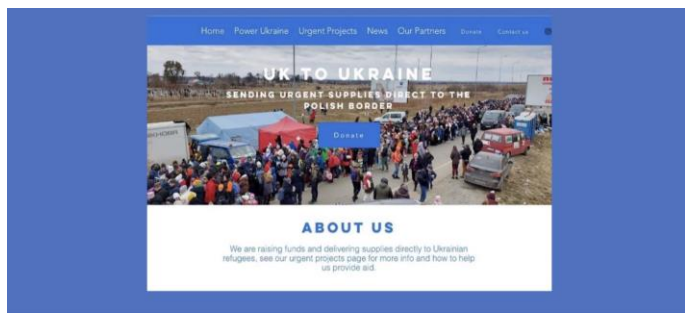 Home Power Ukraine Urgent Projects News Our Partners Donate Contact us
UK TO UKRAINE
SENDING URGENT SUPPLIES DIRECT TO THE
POLISH BORDER
Donate
ABOUT US
We are raising funds and delivering supplies directly to Ukrainian
refugees, see our urgent projects page for more info and how to help
us provide aid.